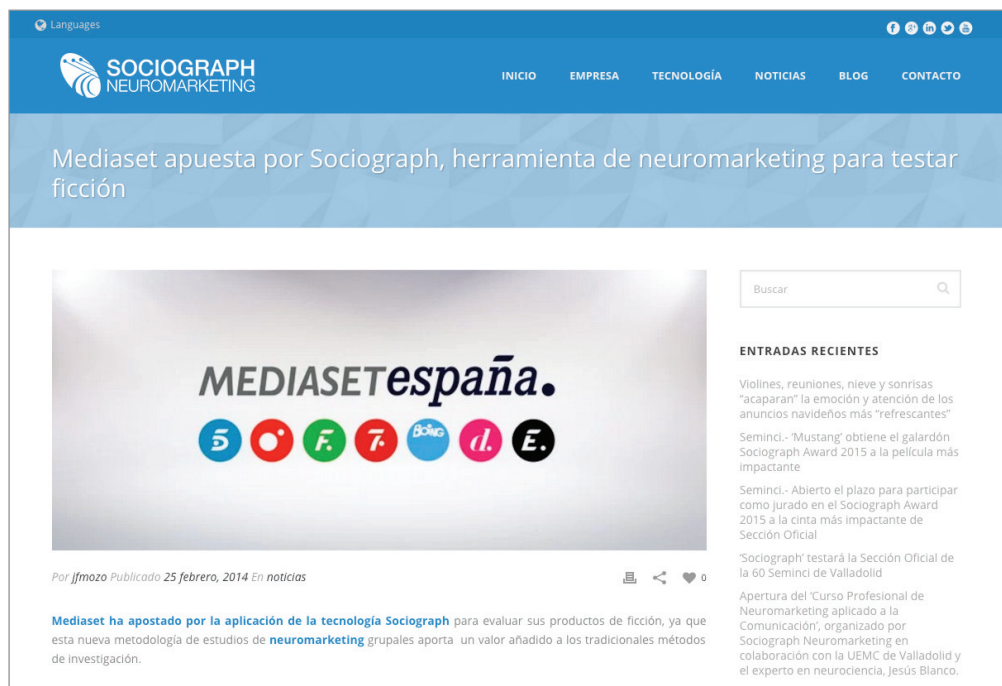 Languages
SOCIOGRAPH
NEUROMARKETING
INICIO EMPRESA TECNOLOGÍA NOTICIAS BLOG CONTACTO
Mediaset apuesta por Sociograph, herramienta de neuromarketing para testar
ficción
MEDIASETespaña.
5 F. 7. BOING d. E.
Por jfmozo Publicado 25 febrero, 2014 En noticias
0
Mediaset ha apostado por la aplicación de la tecnología Sociograph para evaluar sus productos de ficción, ya que
esta nueva metodología de estudios de neuromarketing grupales aporta un valor añadido a los tradicionales métodos
de investigación.
Buscar
ENTRADAS RECIENTES
Violines, reuniones, nieve y sonrisas
"acaparan" la emoción y atención de los
anuncios navideños más "refrescantes"
Seminci.- 'Mustang' obtiene el galardón
Sociograph Award 2015 a la película más
impactante
Seminci.- Abierto el plazo para participar
como jurado en el Sociograph Award
2015 a la cinta más impactante de
Sección Oficial
'Sociograph' testará la Sección Oficial de
la 60 Seminci de Valladolid
Apertura del 'Curso Profesional de
Neuromarketing aplicado a la
Comunicación', organizado por
Sociograph Neuromarketing en
colaboración con la UEMC de Valladolid y
el experto en neurociencia, Jesús Blanco.